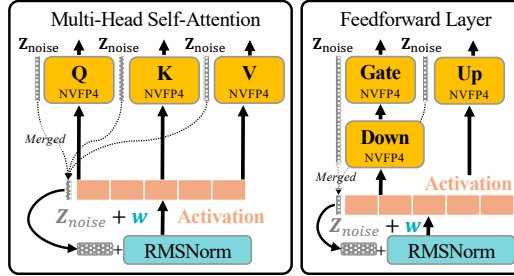 Multi-Head Self-Attention
Z_noise Z_noise Z_noise
Q K V
NVFP4 NVFP4 NVFP4
Merged
Z_noise + w Activation
+ RMSNorm
Feedforward Layer
Z_noise Z_noise
Gate Up
NVFP4 NVFP4
Down
NVFP4
Merged
Activation
Z_noise + w
+ RMSNorm